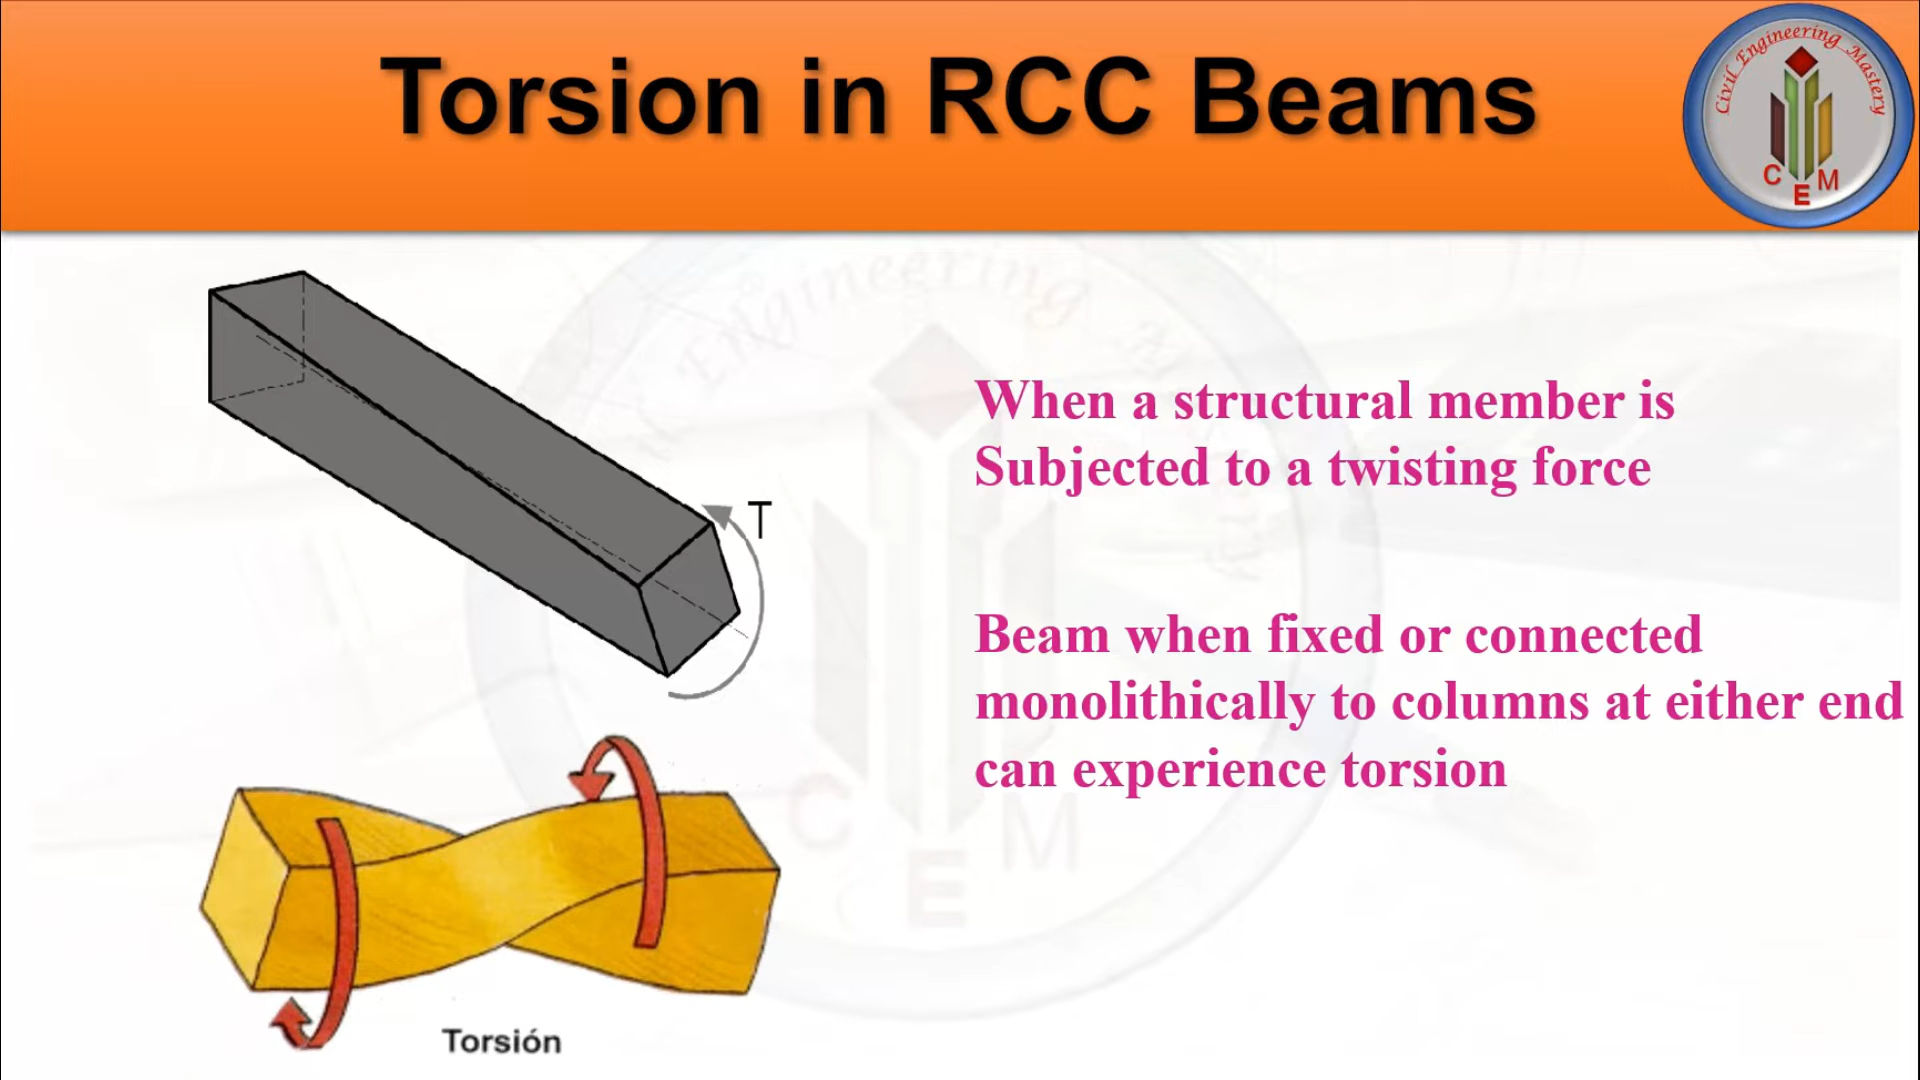 Torsion in RCC Beams
Civil Engineering Mastery
C E M
When a structural member is
Subjected to a twisting force
T
Beam when fixed or connected
monolithically to columns at either end
can experience torsion
Torsión